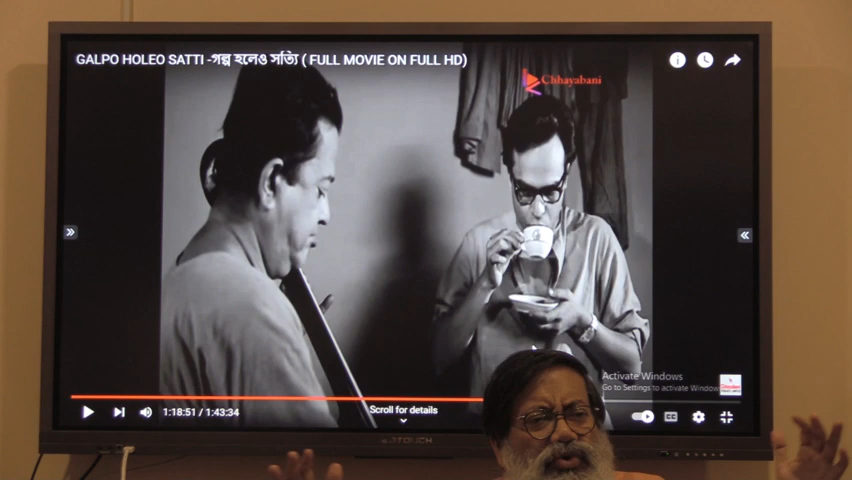 GALPO HOLEO SATTI -গল্প হলেও সত্যি ( FULL MOVIE ON FULL HD)
Chhayabani
Activate Windows
Go to Settings to activate Windows
1:18:51 / 1:43:34
Scroll for details
CC